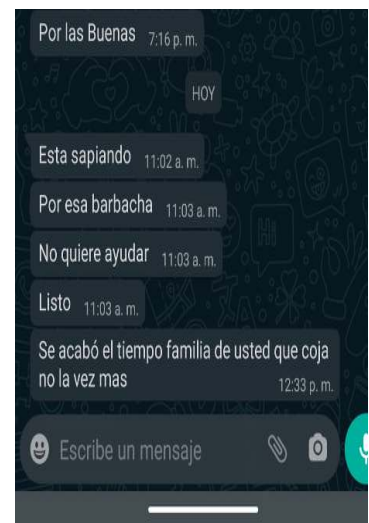 Por las Buenas 7:16 p. m.
HOY
Esta sapiando 11:02 a. m.
Por esa barbacha 11:03 a. m.
No quiere ayudar 11:03 a. m.
Listo 11:03 a. m.
Se acabó el tiempo familia de usted que coja
no la vez mas 12:33 p. m.
Escribe un mensaje